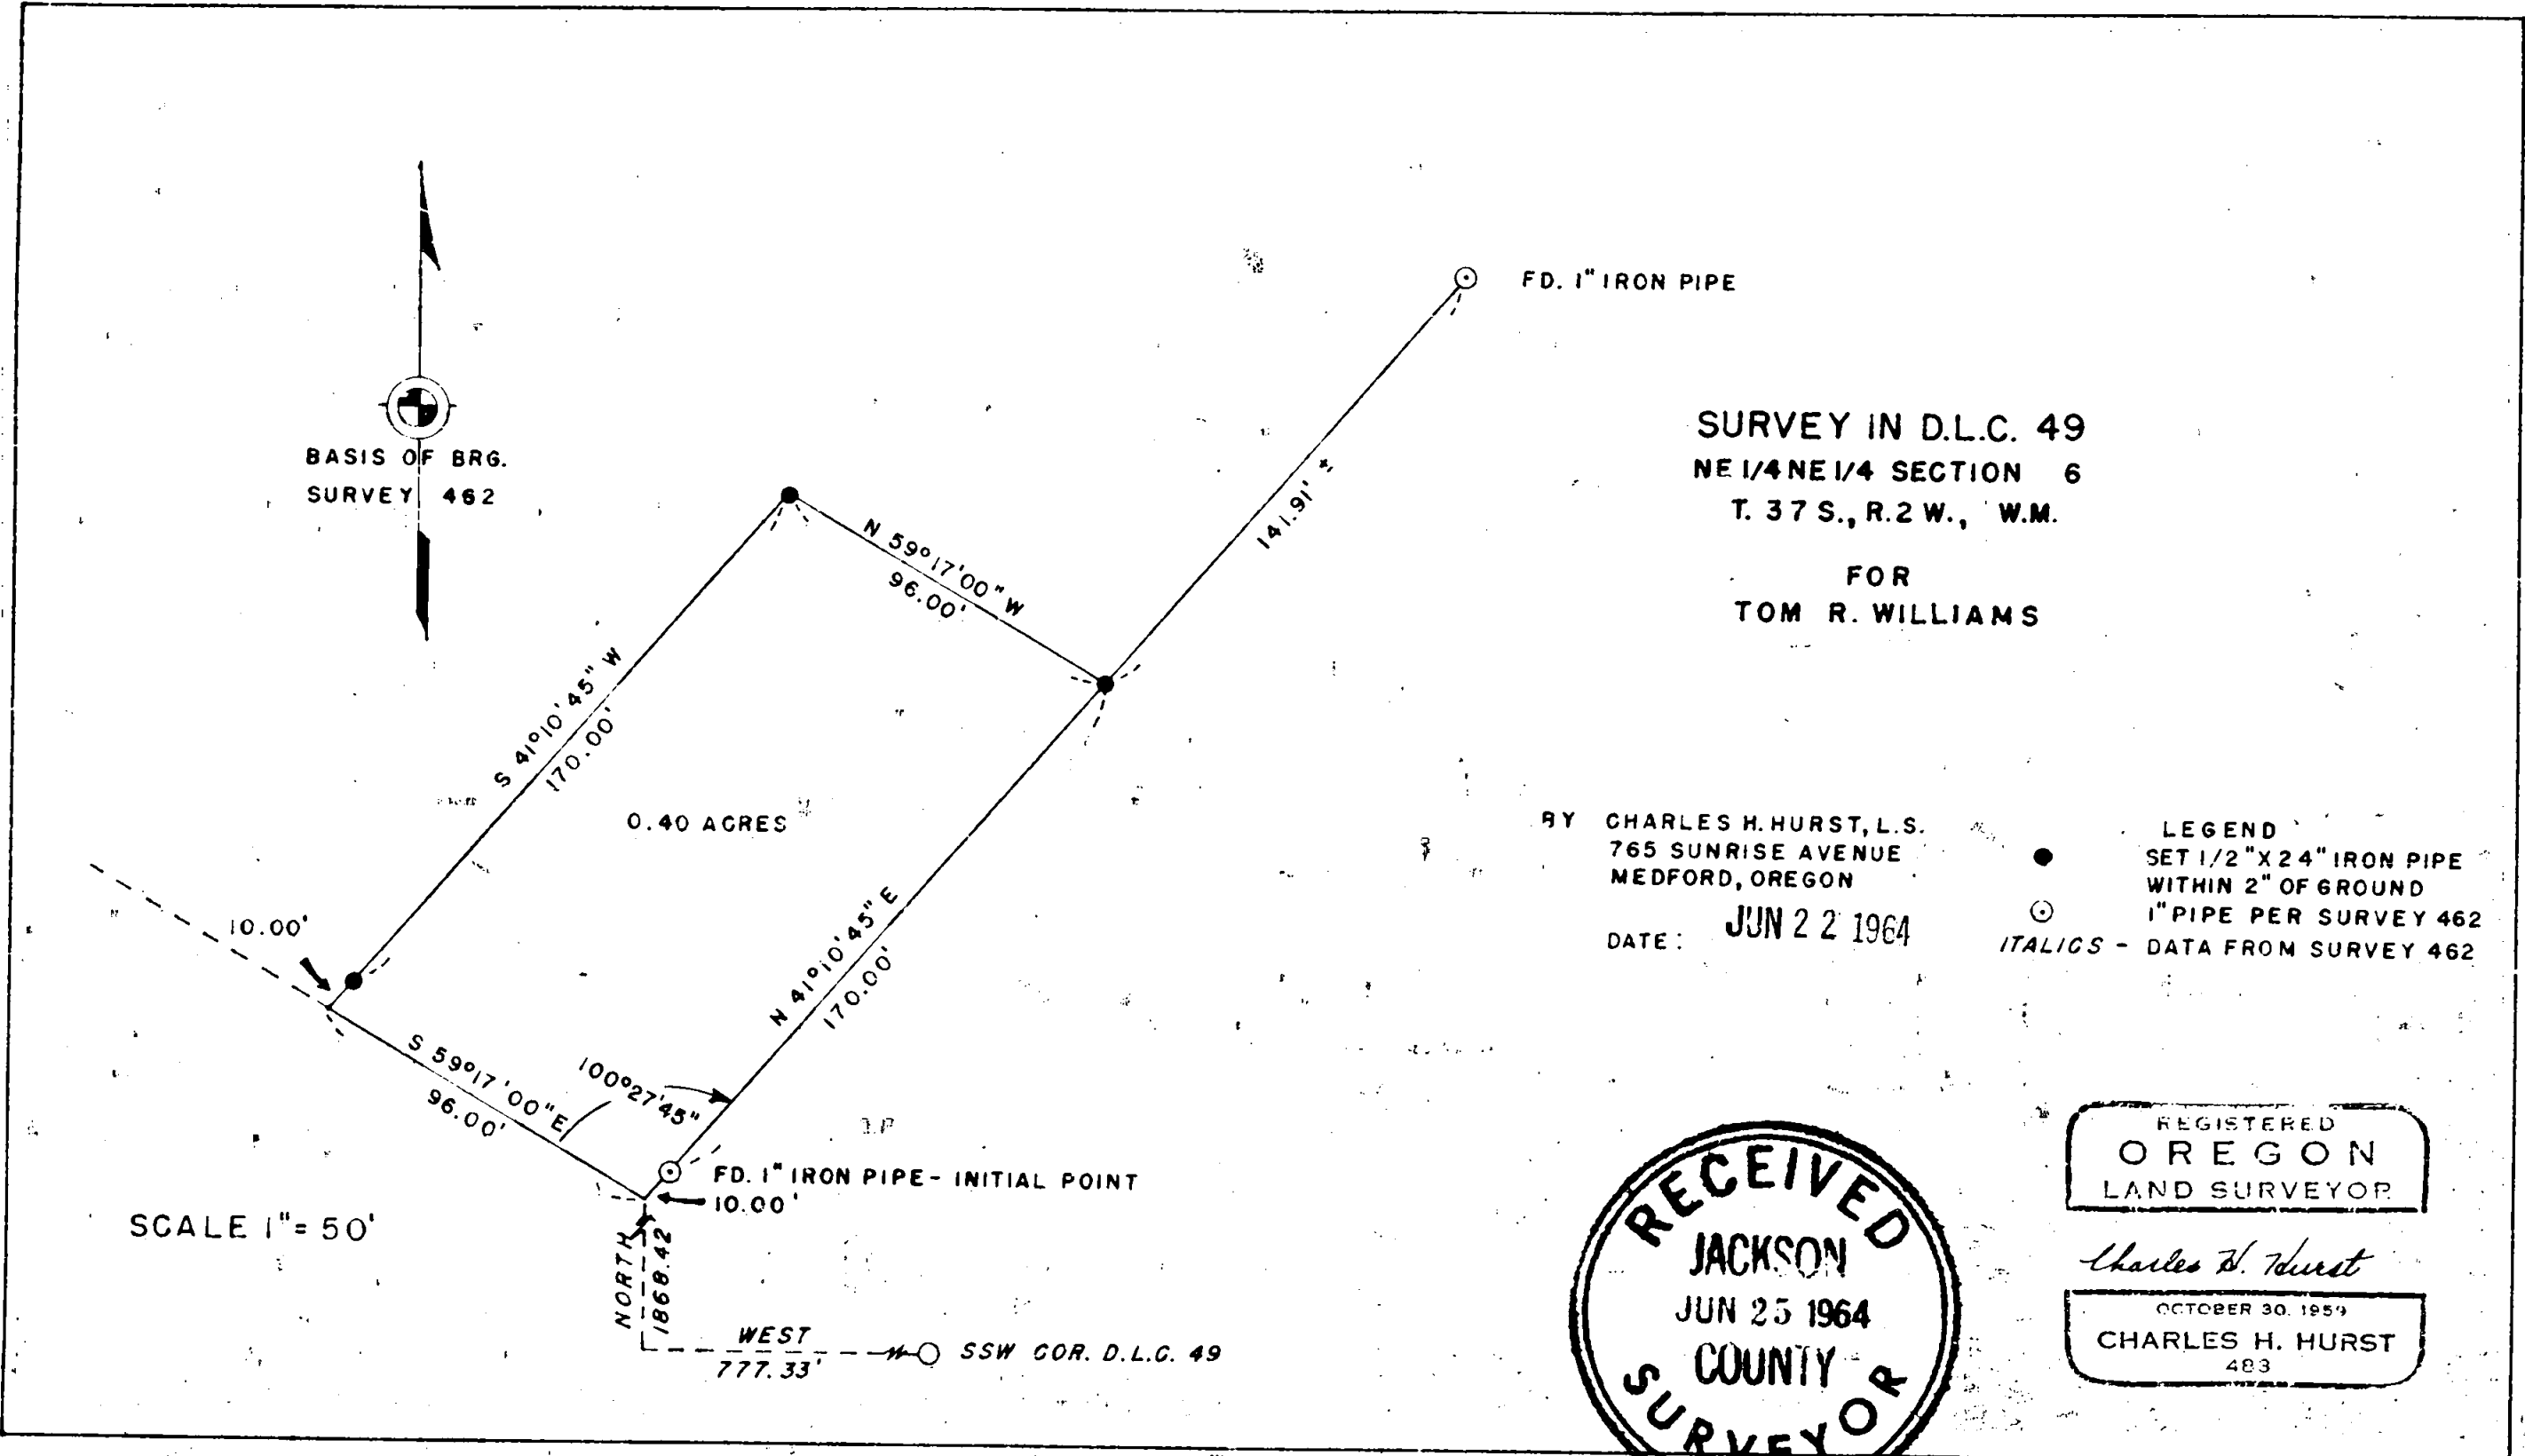 FD. 1" IRON PIPE
BASIS OF BRG.
SURVEY 462
SURVEY IN D.L.C. 49
NE 1/4 NE 1/4 SECTION 6
T. 37 S., R. 2 W., W.M.
FOR
TOM R. WILLIAMS
141.91' ±
N 59°17'00" W
96.00'
S 41°10'45" W
170.00'
0.40 ACRES
N 41°10'45" E
170.00'
10.00'
S 59°17'00" E
96.00'
100°27'45"
FD. 1" IRON PIPE - INITIAL POINT
10.00'
SCALE 1" = 50'
NORTH
1868.42
WEST
777.33'
SSW COR. D.L.C. 49
BY CHARLES H. HURST, L.S.
765 SUNRISE AVENUE
MEDFORD, OREGON
DATE: JUN 22 1964
LEGEND
SET 1/2" X 24" IRON PIPE
WITHIN 2" OF GROUND
1" PIPE PER SURVEY 462
ITALICS - DATA FROM SURVEY 462
RECEIVED
JACKSON
JUN 25 1964
COUNTY
SURVEYOR
REGISTERED
OREGON
LAND SURVEYOR
Charles H. Hurst
OCTOBER 30, 1959
CHARLES H. HURST
483